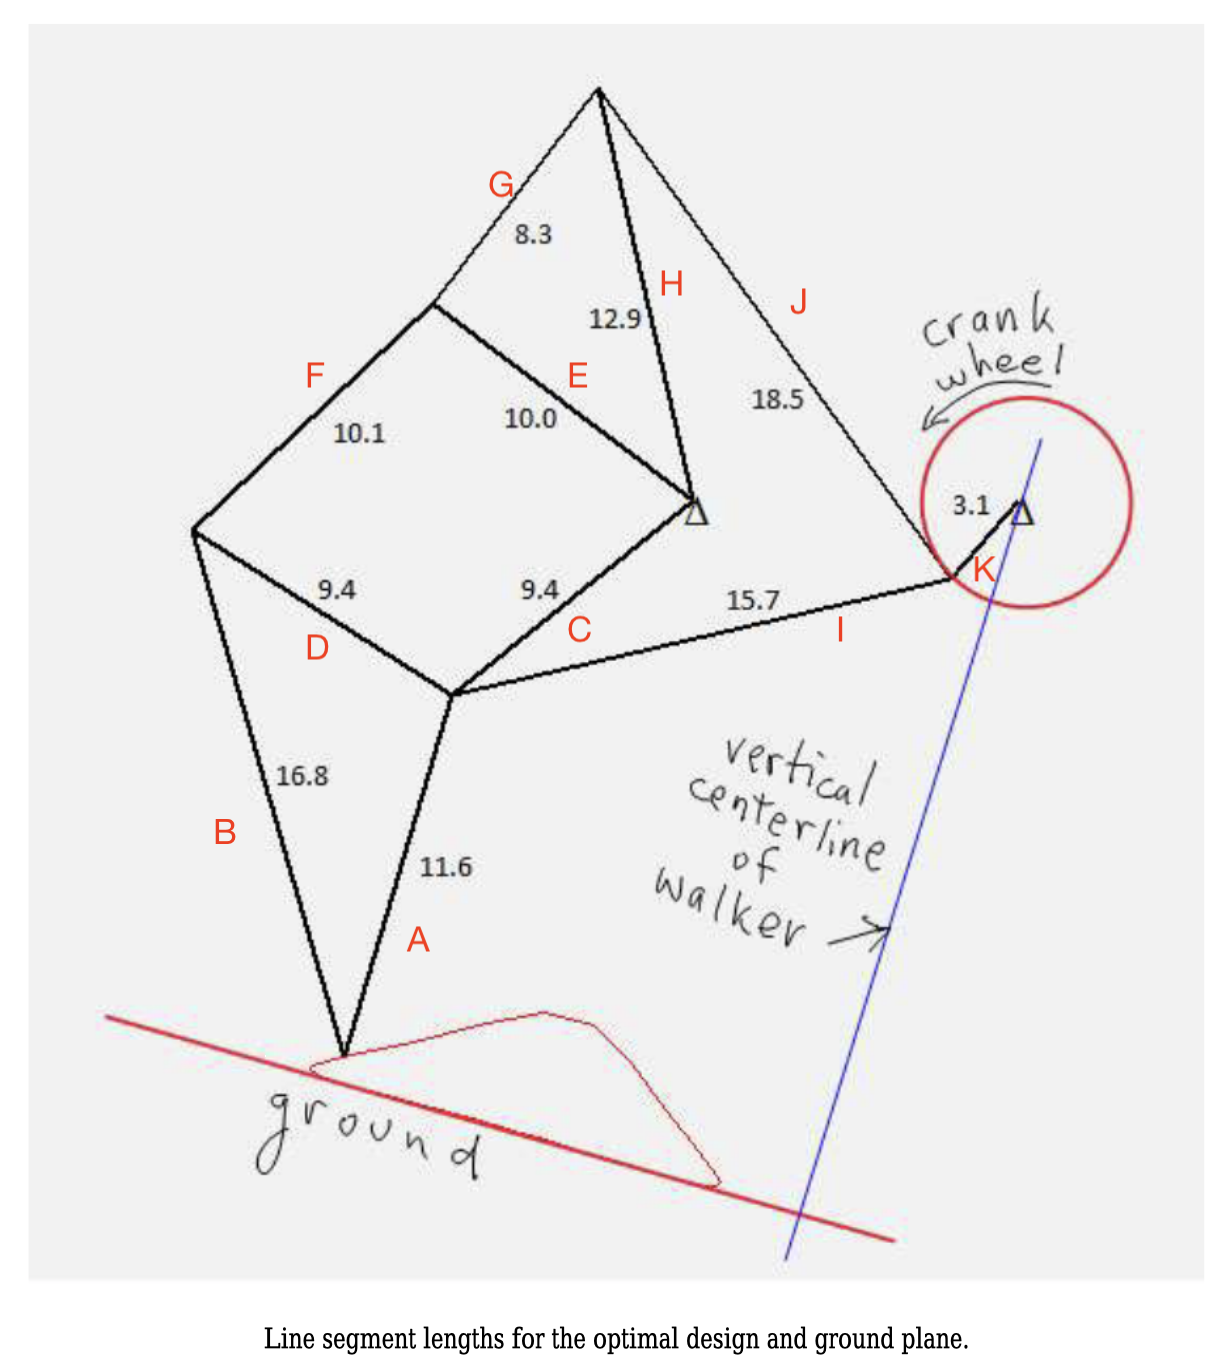 G
8.3
H
12.9
J
crank
wheel
F
E
10.1
10.0
18.5
3.1
K
9.4
9.4
15.7
D
C
I
16.8
B
11.6
A
vertical
centerline
of
walker
ground
Line segment lengths for the optimal design and ground plane.